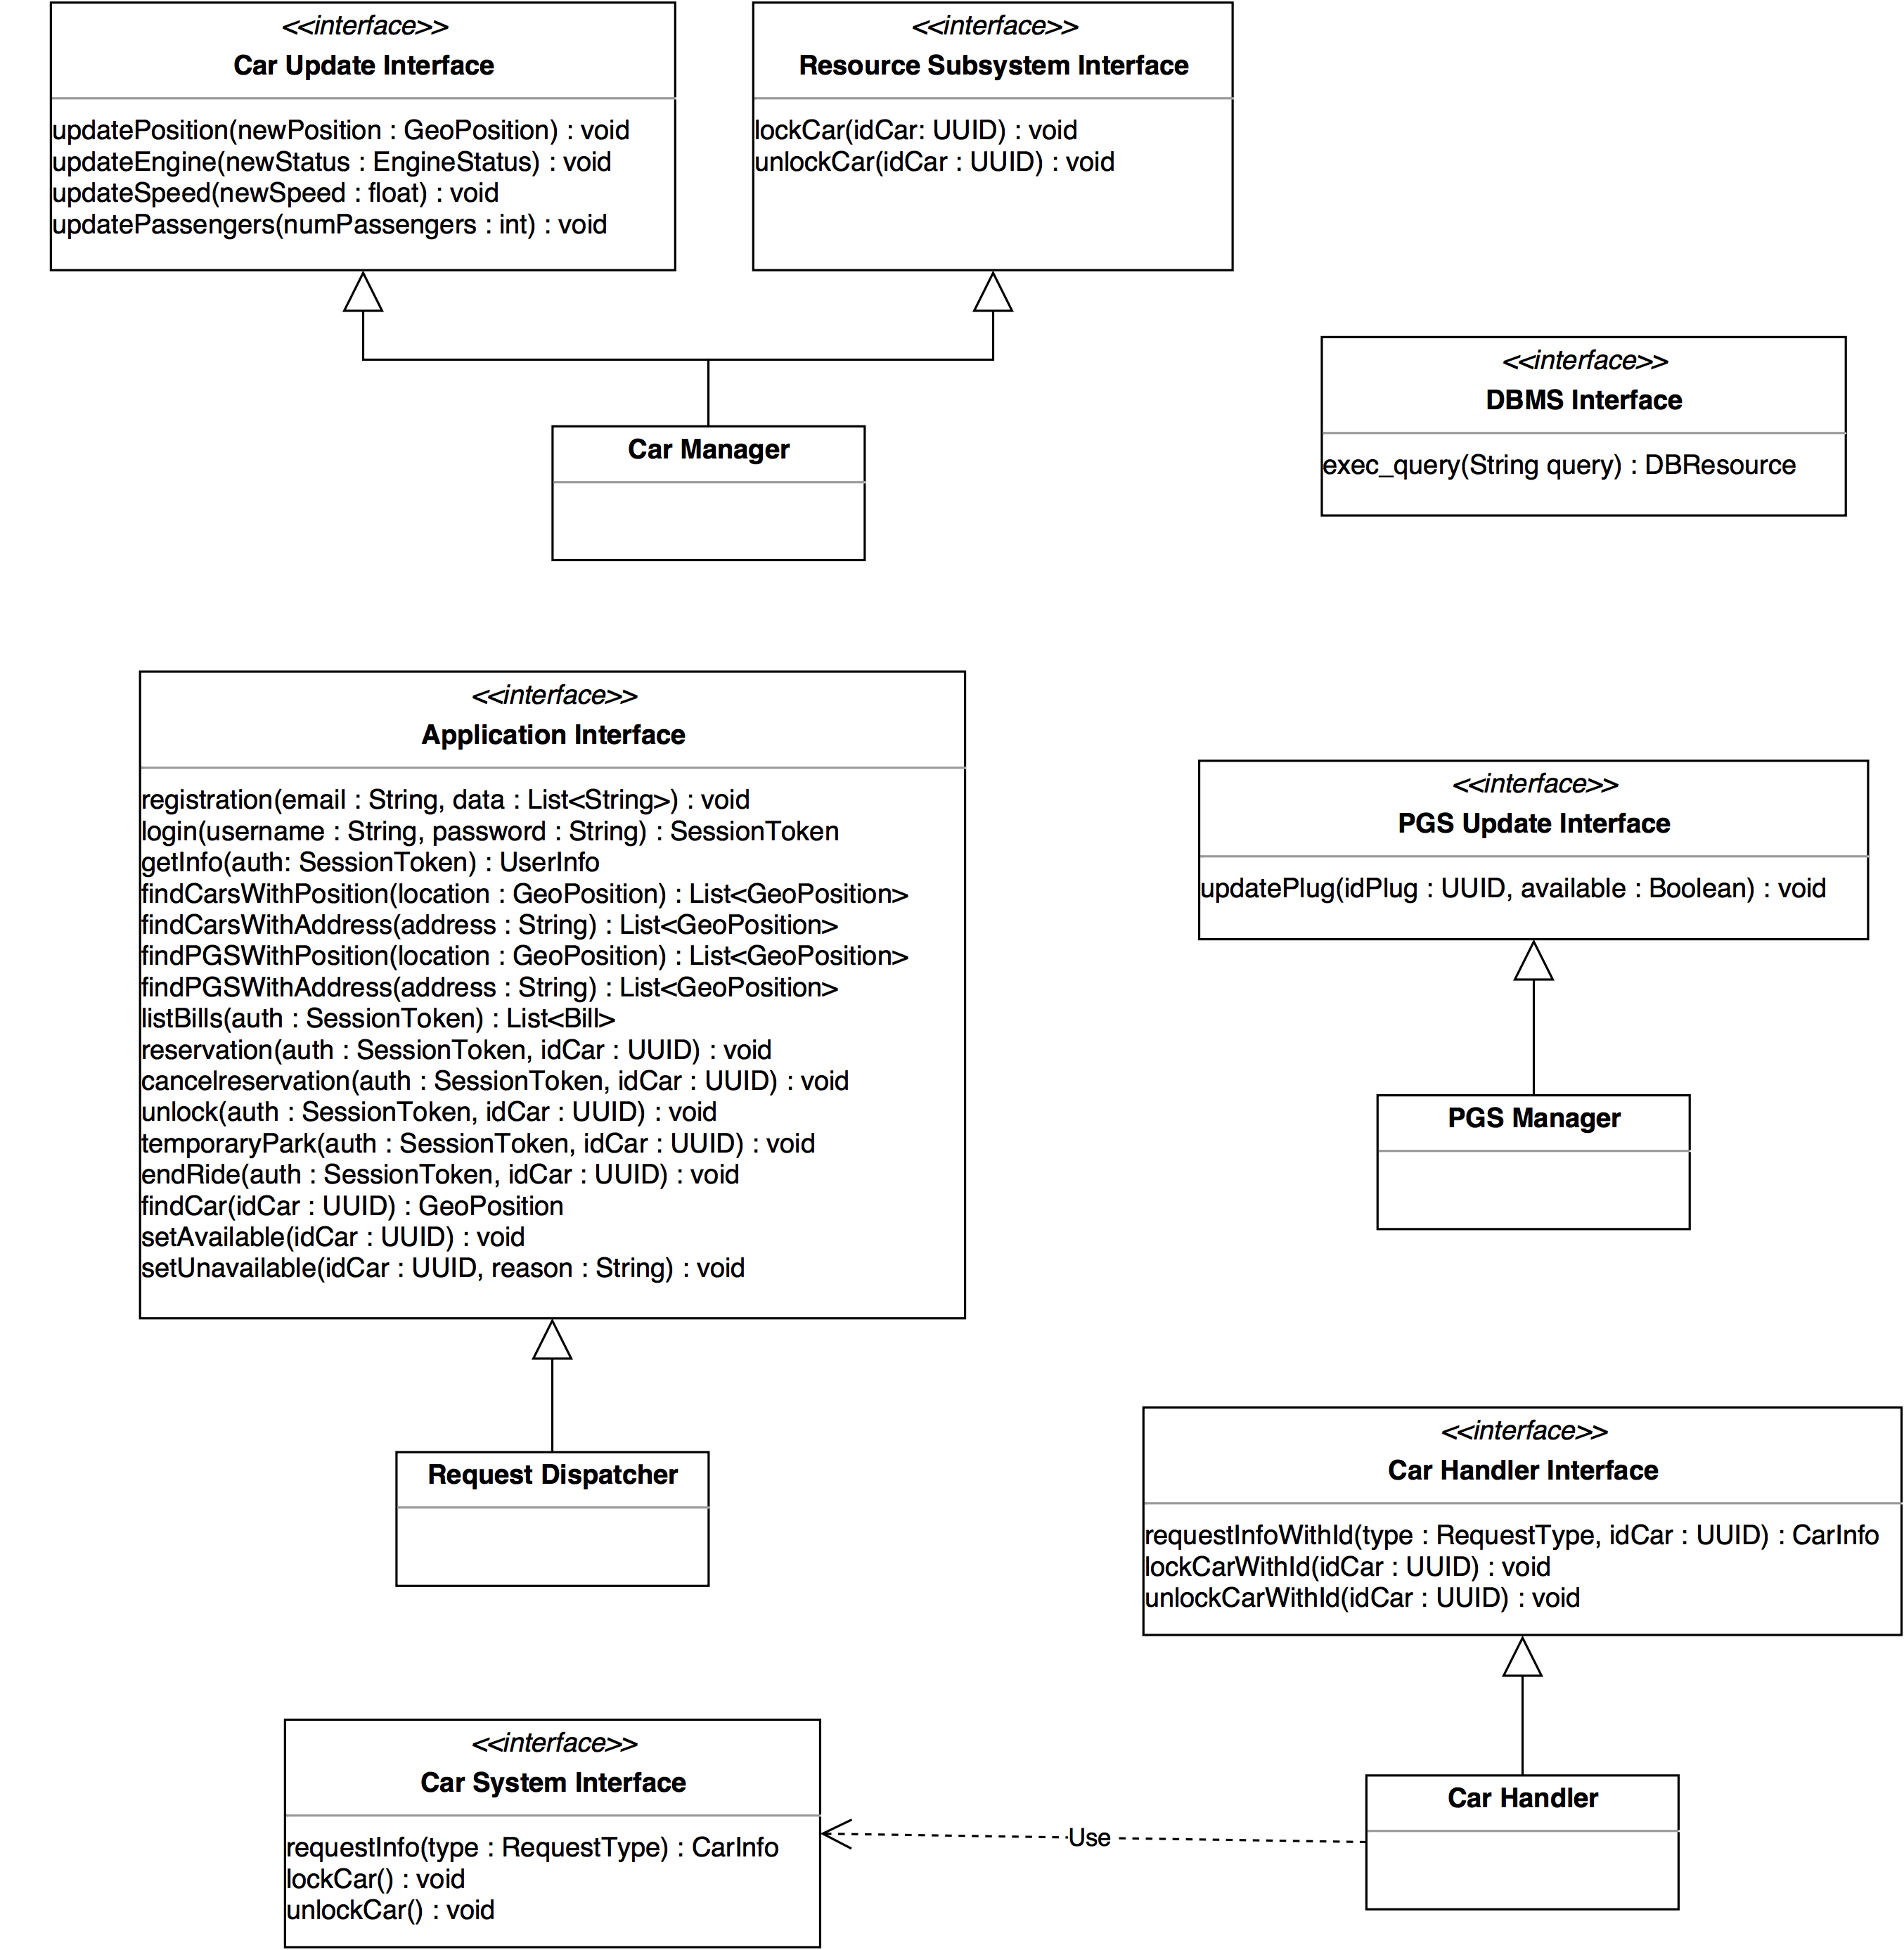 <<interface>>
Car Update Interface
updatePosition(newPosition : GeoPosition) : void
updateEngine(newStatus : EngineStatus) : void
updateSpeed(newSpeed : float) : void
updatePassengers(numPassengers : int) : void
<<interface>>
Resource Subsystem Interface
lockCar(idCar: UUID) : void
unlockCar(idCar : UUID) : void
Car Manager
<<interface>>
DBMS Interface
exec_query(String query) : DBResource
<<interface>>
Application Interface
registration(email : String, data : List<String>) : void
login(username : String, password : String) : SessionToken
getInfo(auth: SessionToken) : UserInfo
findCarsWithPosition(location : GeoPosition) : List<GeoPosition>
findCarsWithAddress(address : String) : List<GeoPosition>
findPGSWithPosition(location : GeoPosition) : List<GeoPosition>
findPGSWithAddress(address : String) : List<GeoPosition>
listBills(auth : SessionToken) : List<Bill>
reservation(auth : SessionToken, idCar : UUID) : void
cancelreservation(auth : SessionToken, idCar : UUID) : void
unlock(auth : SessionToken, idCar : UUID) : void
temporaryPark(auth : SessionToken, idCar : UUID) : void
endRide(auth : SessionToken, idCar : UUID) : void
findCar(idCar : UUID) : GeoPosition
setAvailable(idCar : UUID) : void
setUnavailable(idCar : UUID, reason : String) : void
<<interface>>
PGS Update Interface
updatePlug(idPlug : UUID, available : Boolean) : void
PGS Manager
Request Dispatcher
<<interface>>
Car Handler Interface
requestInfoWithId(type : RequestType, idCar : UUID) : CarInfo
lockCarWithId(idCar : UUID) : void
unlockCarWithId(idCar : UUID) : void
<<interface>>
Car System Interface
requestInfo(type : RequestType) : CarInfo
lockCar() : void
unlockCar() : void
Use
Car Handler